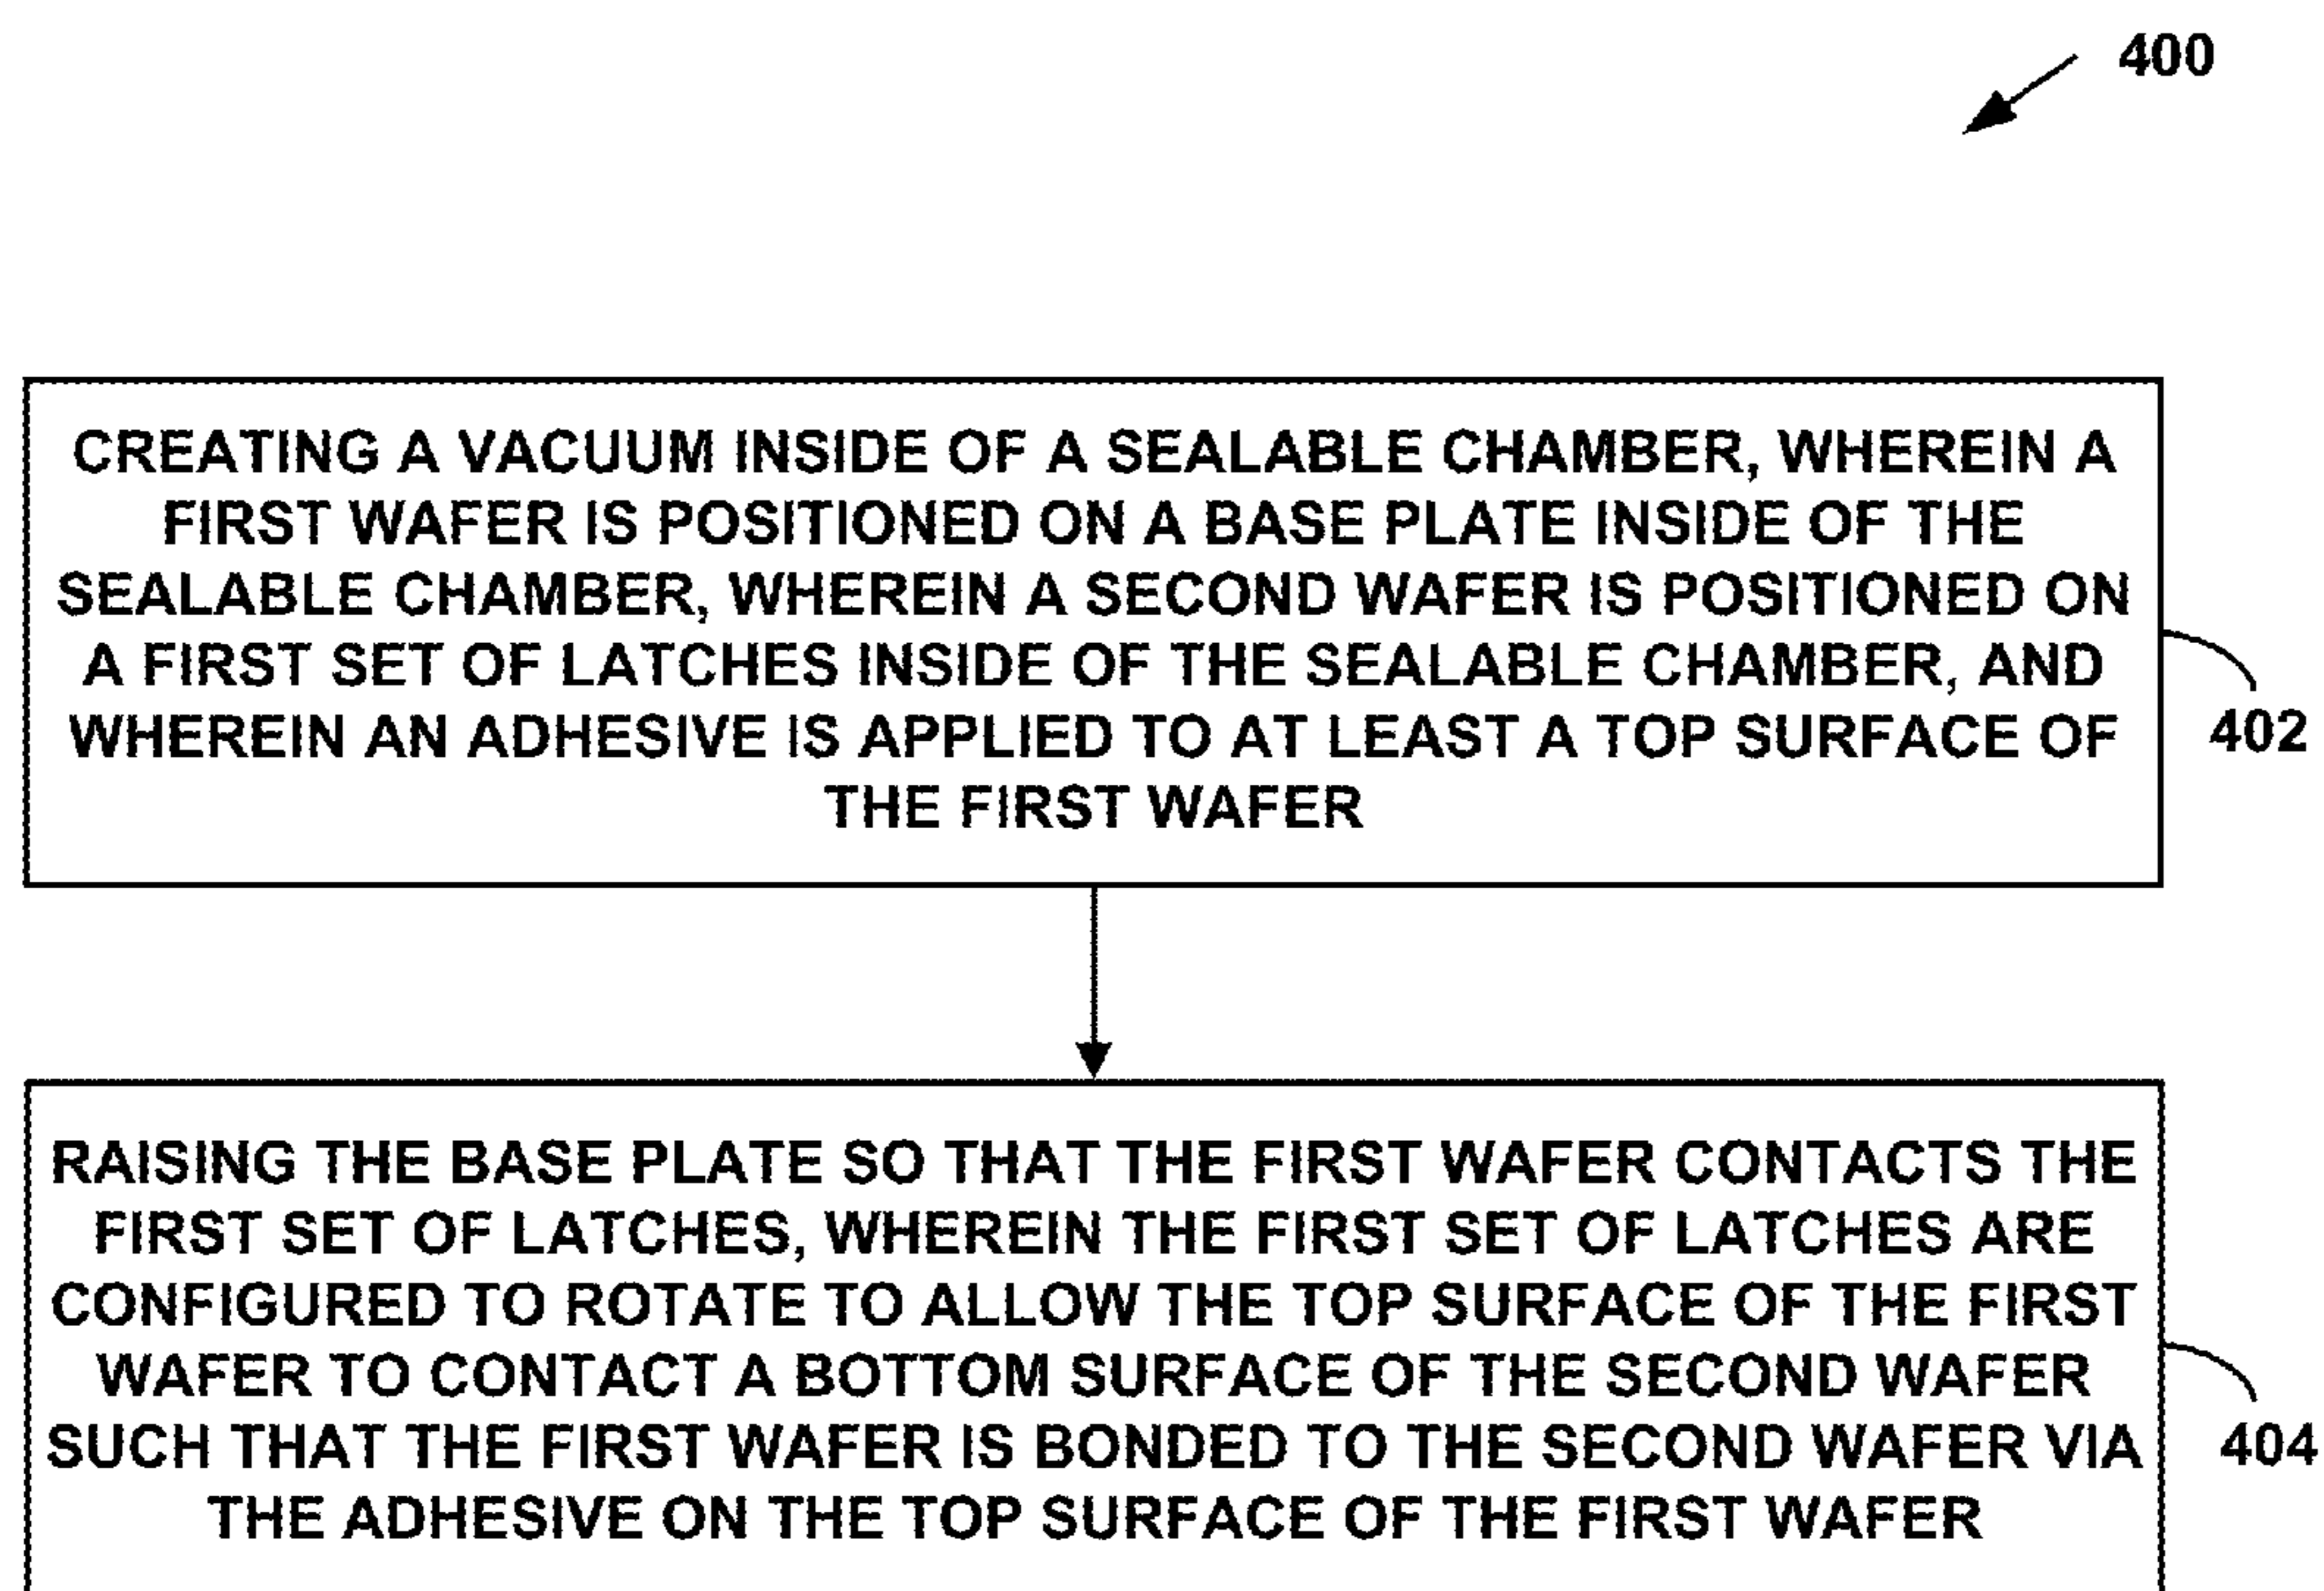 400
CREATING A VACUUM INSIDE OF A SEALABLE CHAMBER, WHEREIN A
FIRST WAFER IS POSITIONED ON A BASE PLATE INSIDE OF THE
SEALABLE CHAMBER, WHEREIN A SECOND WAFER IS POSITIONED ON
A FIRST SET OF LATCHES INSIDE OF THE SEALABLE CHAMBER, AND
WHEREIN AN ADHESIVE IS APPLIED TO AT LEAST A TOP SURFACE OF
THE FIRST WAFER
402
RAISING THE BASE PLATE SO THAT THE FIRST WAFER CONTACTS THE
FIRST SET OF LATCHES, WHEREIN THE FIRST SET OF LATCHES ARE
CONFIGURED TO ROTATE TO ALLOW THE TOP SURFACE OF THE FIRST
WAFER TO CONTACT A BOTTOM SURFACE OF THE SECOND WAFER
SUCH THAT THE FIRST WAFER IS BONDED TO THE SECOND WAFER VIA
THE ADHESIVE ON THE TOP SURFACE OF THE FIRST WAFER
404